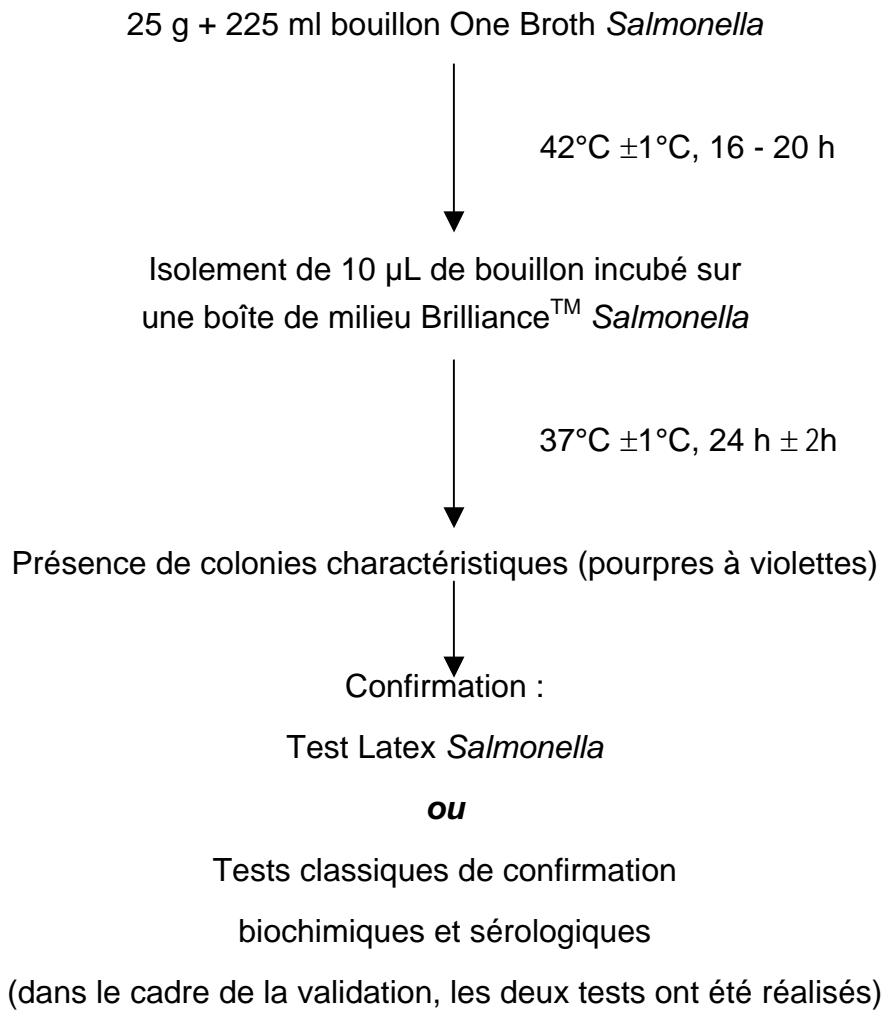 25 g + 225 ml bouillon One Broth Salmonella
42°C ±1°C, 16 - 20 h
Isolement de 10 µL de bouillon incubé sur
une boîte de milieu Brilliance™ Salmonella
37°C ±1°C, 24 h ± 2h
Présence de colonies charactéristiques (pourpres à violettes)
Confirmation :
Test Latex Salmonella
ou
Tests classiques de confirmation
biochimiques et sérologiques
(dans le cadre de la validation, les deux tests ont été réalisés)